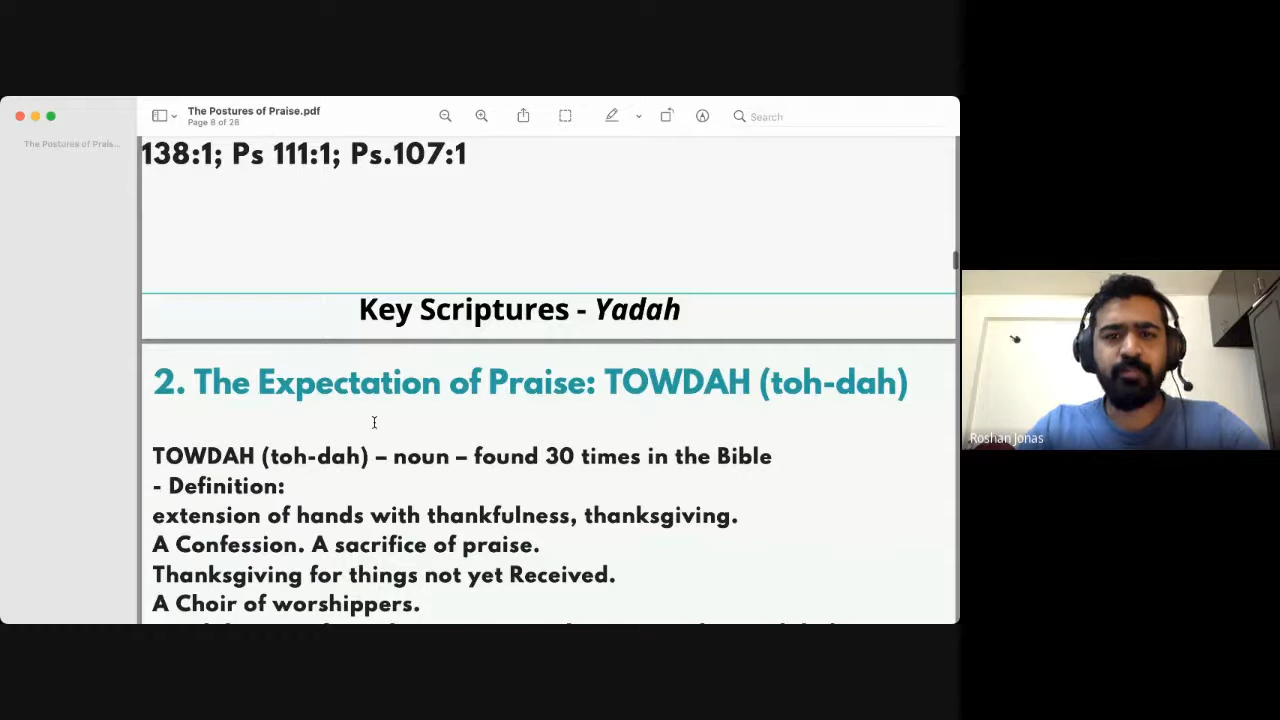 The Postures of Praise.pdf
Page 8 of 28
Search
The Postures of Prais...
138:1; Ps 111:1; Ps.107:1
Key Scriptures - Yadah
2. The Expectation of Praise: TOWDAH (toh-dah)
TOWDAH (toh-dah) – noun – found 30 times in the Bible
- Definition:
extension of hands with thankfulness, thanksgiving.
A Confession. A sacrifice of praise.
Thanksgiving for things not yet Received.
A Choir of worshippers.
Roshan Jonas